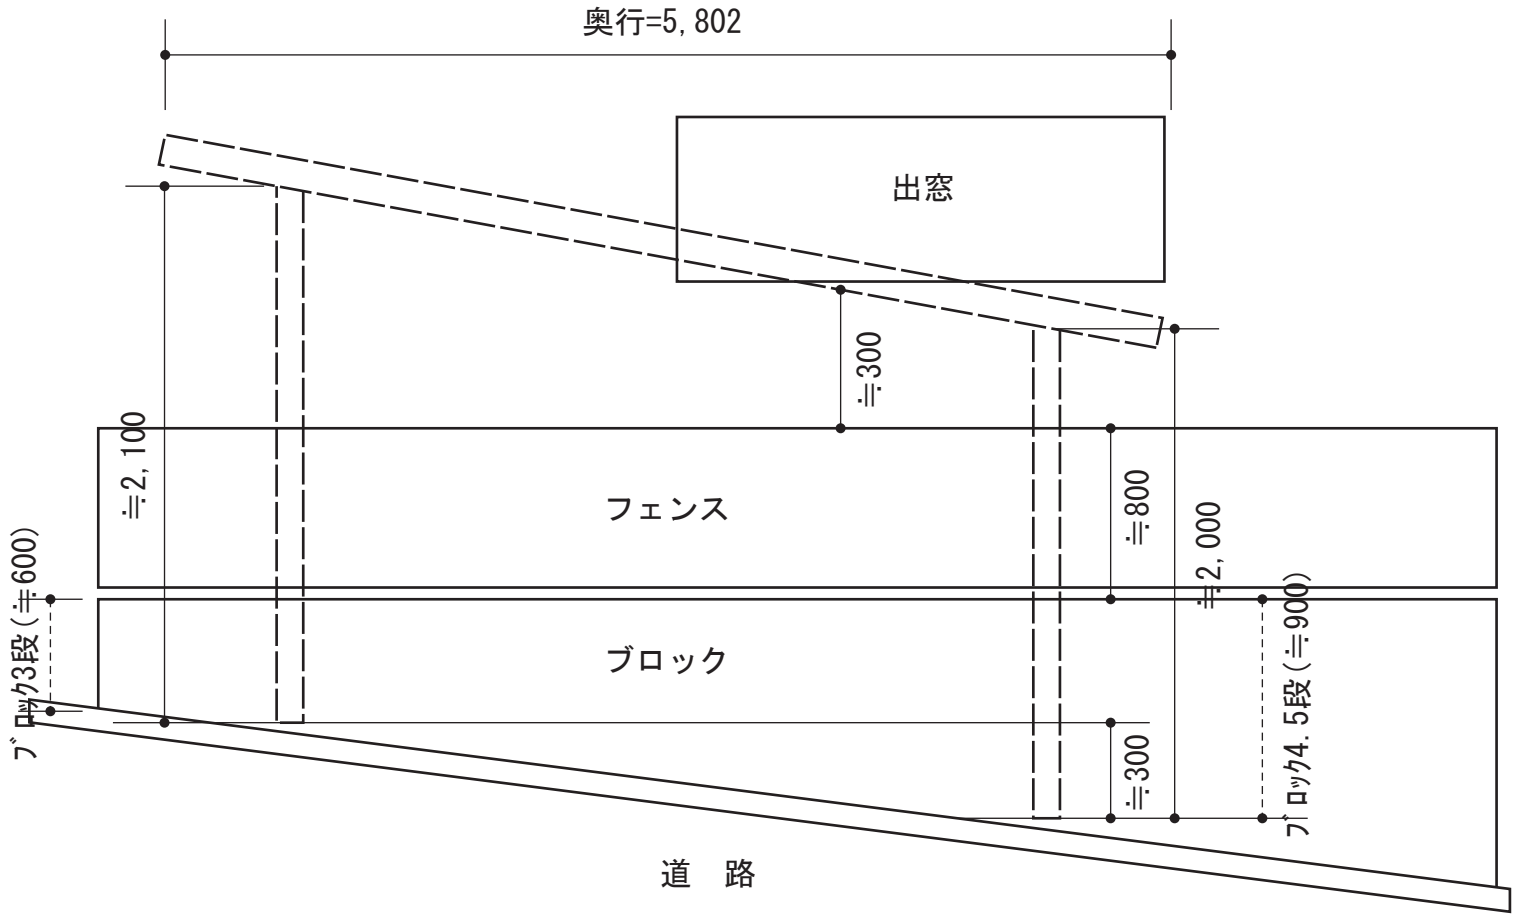 奥行=5,802
出窓
≒300
≒2,100
フェンス
≒800
≒2,000
ﾌﾞﾛｯｸ3段(≒600)
ブロック
ﾌﾞﾛｯｸ4.5段(≒900)
≒300
道　路